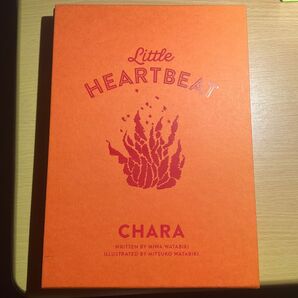 Little
HEARTBEAT
CHARA
WRITTEN BY MIWA WATABIKI
ILLUSTRATED BY MITSUKO WATABIKI